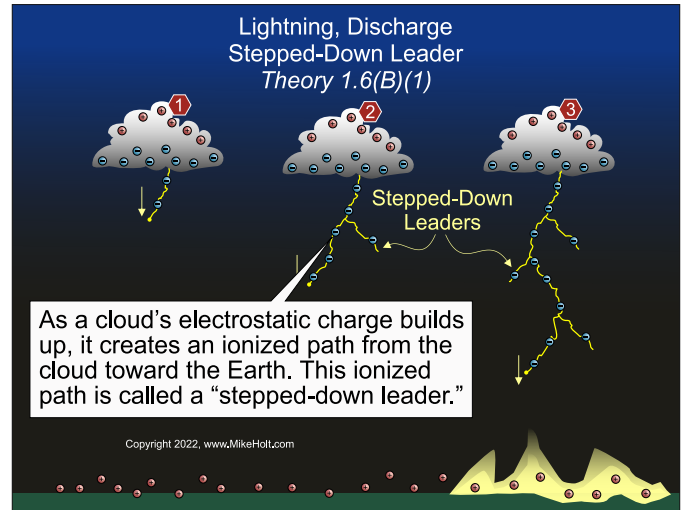 Lightning, Discharge
Stepped-Down Leader
Theory 1.6(B)(1)
1
2
3
Stepped-Down
Leaders
As a cloud's electrostatic charge builds
up, it creates an ionized path from the
cloud toward the Earth. This ionized
path is called a “stepped-down leader.”
Copyright 2022, www.MikeHolt.com